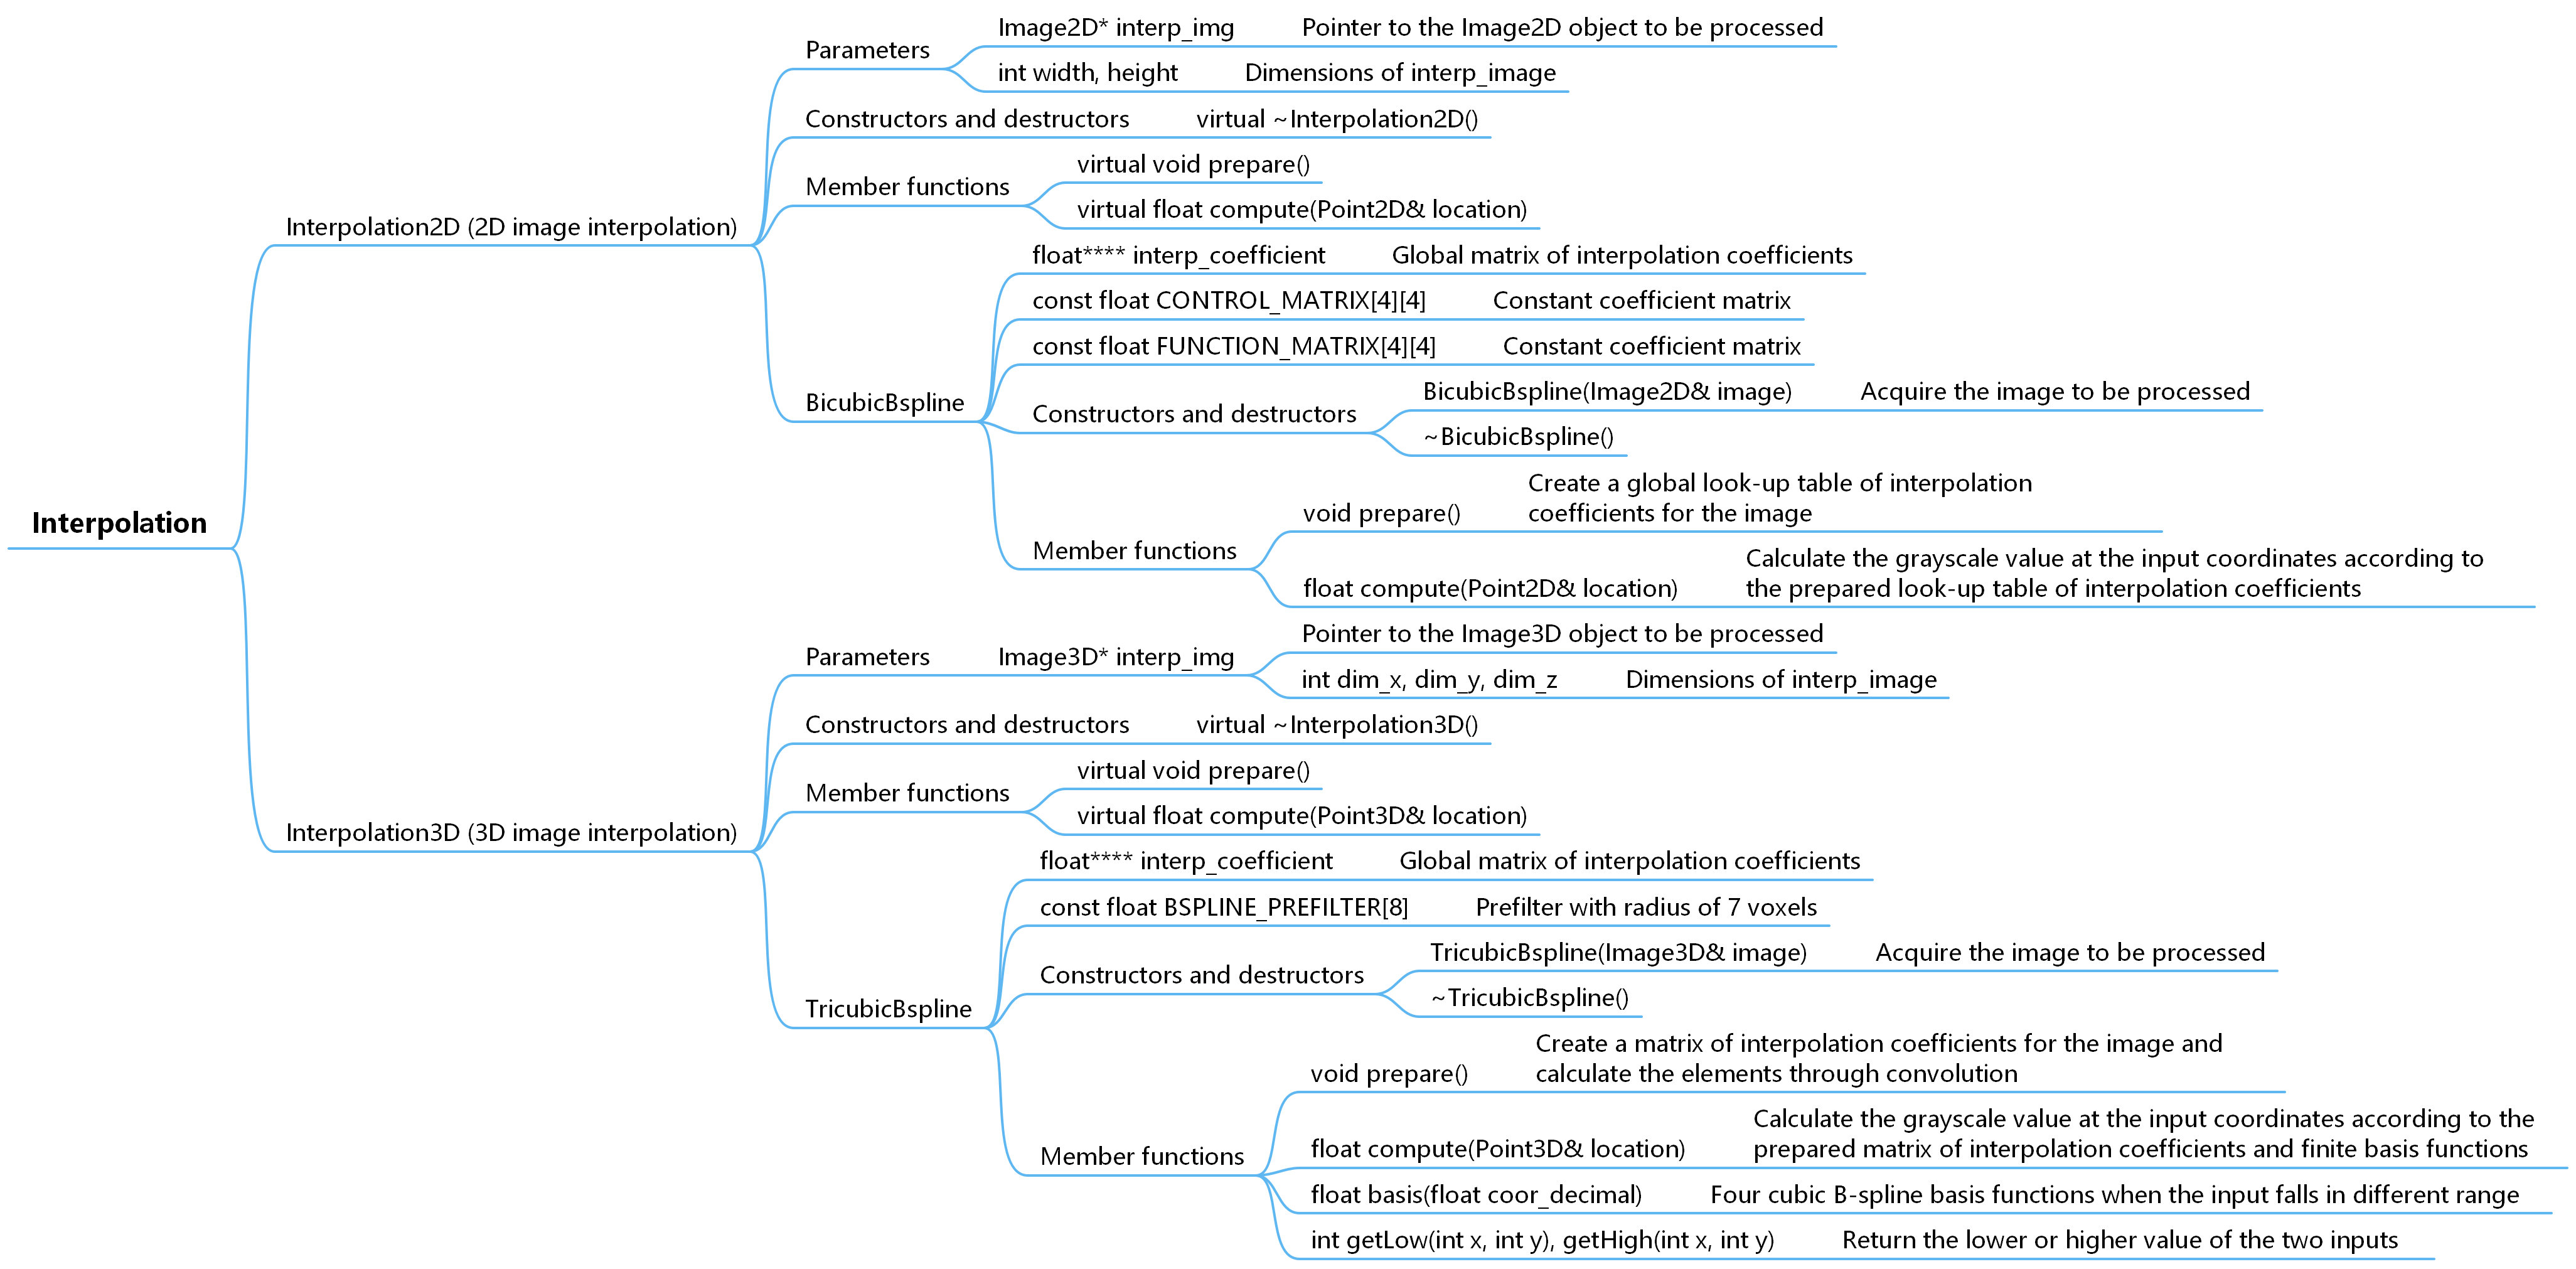 Interpolation
Interpolation2D (2D image interpolation)
Parameters
Image2D* interp_img
Pointer to the Image2D object to be processed
int width, height
Dimensions of interp_image
Constructors and destructors
virtual ~Interpolation2D()
Member functions
virtual void prepare()
virtual float compute(Point2D& location)
BicubicBspline
float**** interp_coefficient
Global matrix of interpolation coefficients
const float CONTROL_MATRIX[4][4]
Constant coefficient matrix
const float FUNCTION_MATRIX[4][4]
Constant coefficient matrix
Constructors and destructors
BicubicBspline(Image2D& image)
Acquire the image to be processed
~BicubicBspline()
Member functions
void prepare()
Create a global look-up table of interpolation
coefficients for the image
float compute(Point2D& location)
Calculate the grayscale value at the input coordinates according to
the prepared look-up table of interpolation coefficients
Interpolation3D (3D image interpolation)
Parameters
Image3D* interp_img
Pointer to the Image3D object to be processed
int dim_x, dim_y, dim_z
Dimensions of interp_image
Constructors and destructors
virtual ~Interpolation3D()
Member functions
virtual void prepare()
virtual float compute(Point3D& location)
TricubicBspline
float**** interp_coefficient
Global matrix of interpolation coefficients
const float BSPLINE_PREFILTER[8]
Prefilter with radius of 7 voxels
Constructors and destructors
TricubicBspline(Image3D& image)
Acquire the image to be processed
~TricubicBspline()
Member functions
void prepare()
Create a matrix of interpolation coefficients for the image and
calculate the elements through convolution
float compute(Point3D& location)
Calculate the grayscale value at the input coordinates according to the
prepared matrix of interpolation coefficients and finite basis functions
float basis(float coor_decimal)
Four cubic B-spline basis functions when the input falls in different range
int getLow(int x, int y), getHigh(int x, int y)
Return the lower or higher value of the two inputs